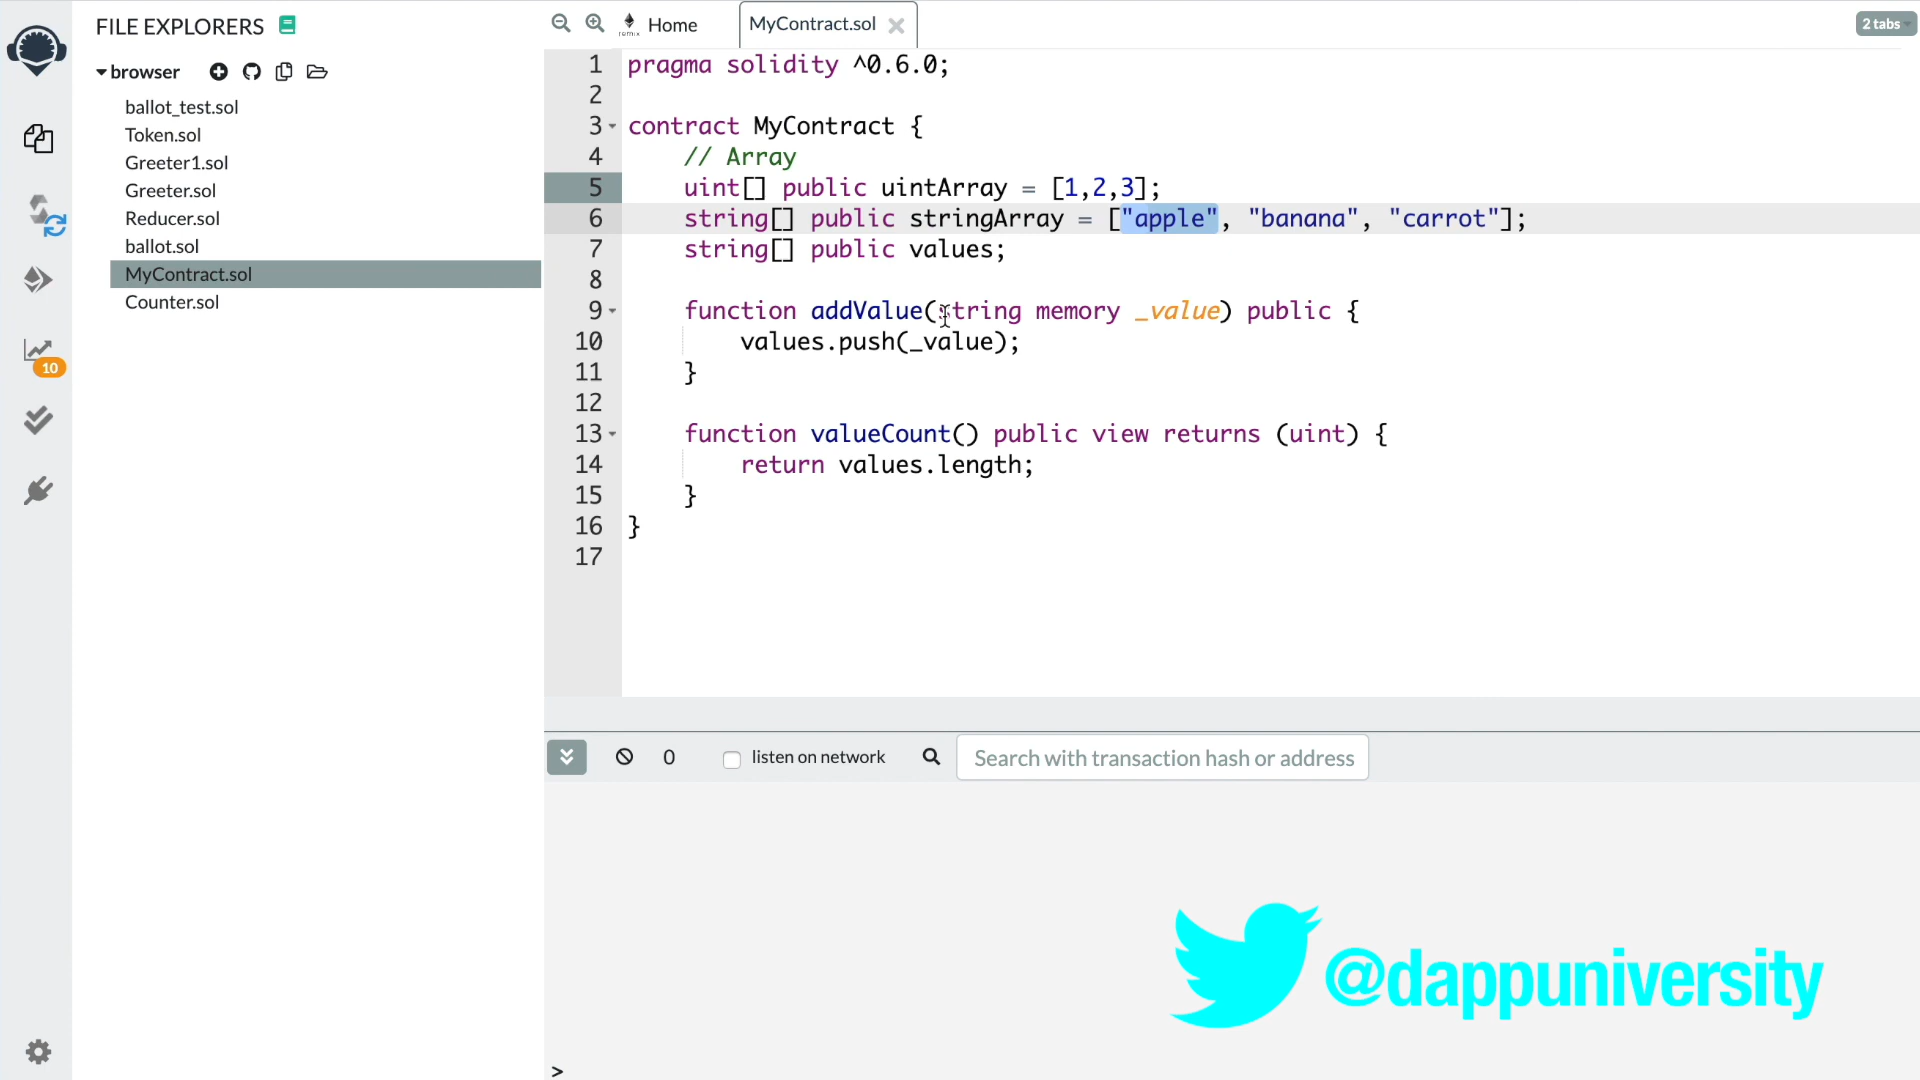 FILE EXPLORERS
browser
ballot_test.sol
Token.sol
Greeter1.sol
Greeter.sol
Reducer.sol
ballot.sol
MyContract.sol
Counter.sol
10
remix Home
MyContract.sol
2 tabs
1 pragma solidity ^0.6.0;
2
3 contract MyContract {
4 // Array
5 uint[] public uintArray = [1,2,3];
6 string[] public stringArray = ["apple", "banana", "carrot"];
7 string[] public values;
8
9 function addValue(string memory _value) public {
10 values.push(_value);
11 }
12
13 function valueCount() public view returns (uint) {
14 return values.length;
15 }
16 }
17
0 listen on network Search with transaction hash or address
@dappuniversity
>